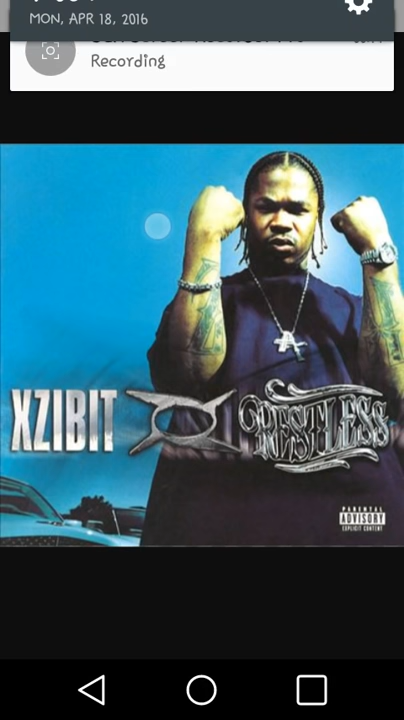 MON, APR 18, 2016
Recording
XZIBIT
RESTLESS
PARENTAL
ADVISORY
EXPLICIT CONTENT